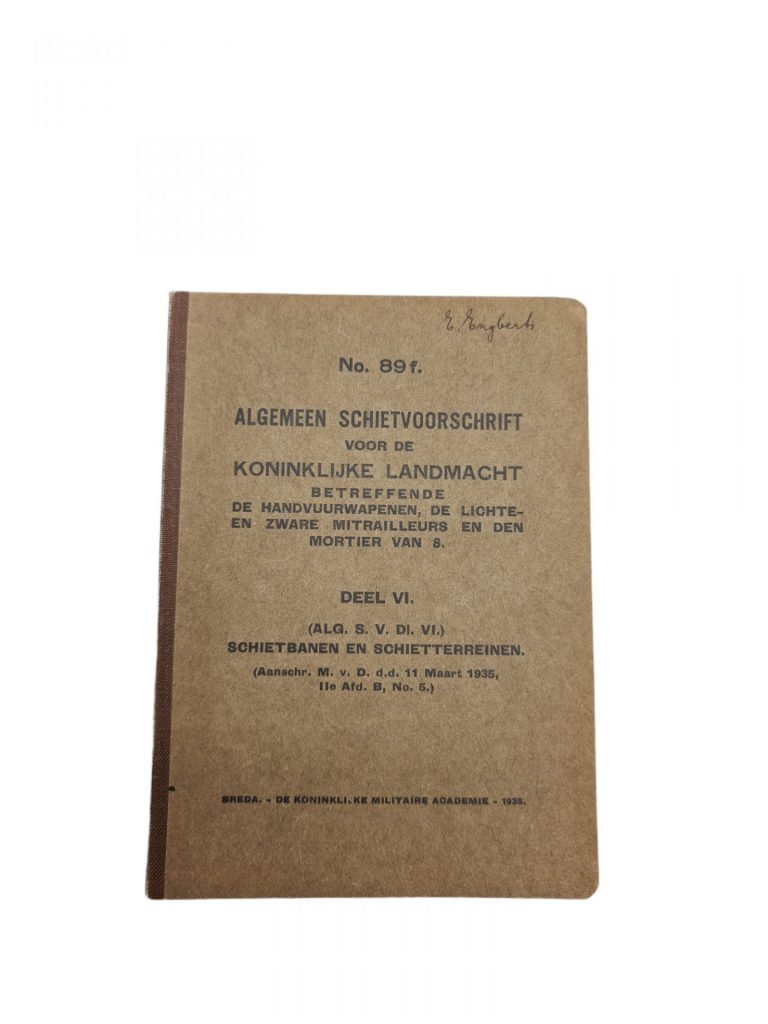 E. Engberts
No. 89 f.
ALGEMEEN SCHIETVOORSCHRIFT
VOOR DE
KONINKLIJKE LANDMACHT
BETREFFENDE
DE HANDVUURWAPENEN, DE LICHTE-
EN ZWARE MITRAILLEURS EN DEN
MORTIER VAN 8.
DEEL VI.
(ALG. S. V. Dl. VI.)
SCHIETBANEN EN SCHIETTERREINEN.
(Aanschr. M. v. D. d.d. 11 Maart 1935,
IIe Afd. B, No. 5.)
BREDA. - DE KONINKLIJKE MILITAIRE ACADEMIE - 1935.